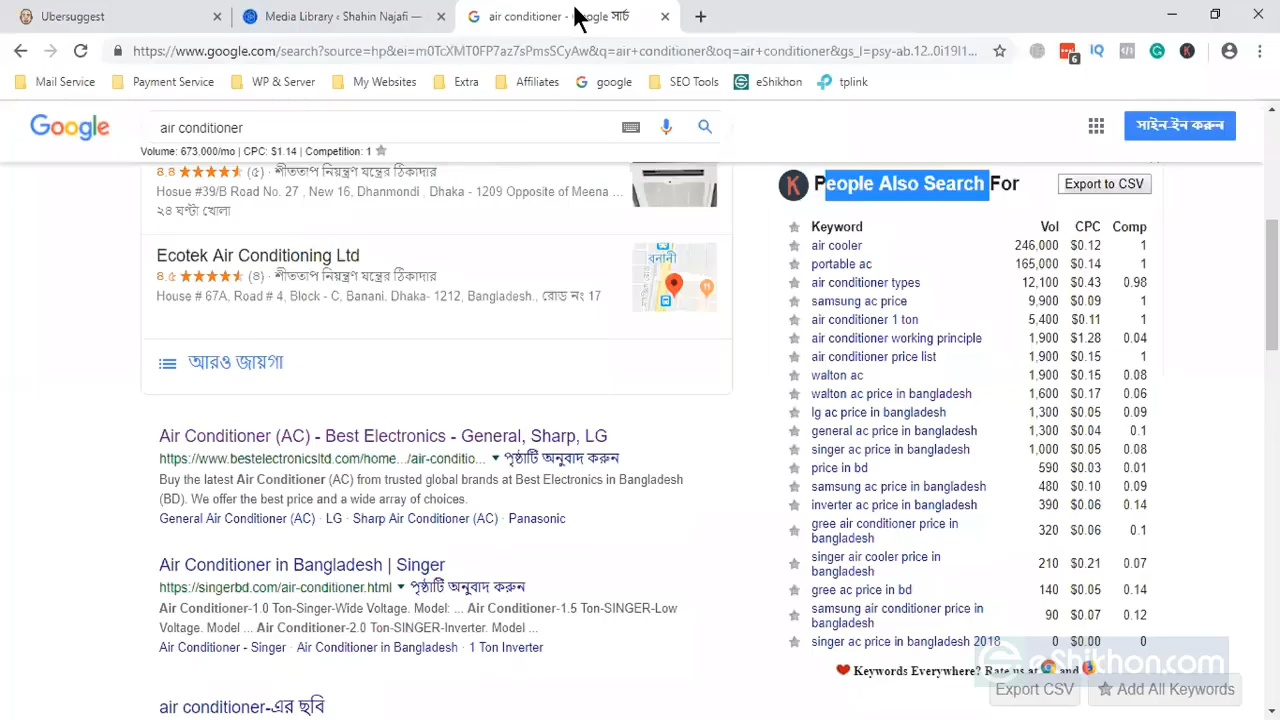 Ubersuggest
Media Library ‹ Shahin Najafi —
air conditioner - Google সার্চ
https://www.google.com/search?source=hp&ei=m0TcXMT0FP7az7sPmsSCyAw&q=air+conditioner&oq=air+conditioner&gs_l=psy-ab.12..0i19l1...
6
IQ
K
Mail Service
Payment Service
WP & Server
My Websites
Extra
Affiliates
google
SEO Tools
eShikhon
tplink
Google
air conditioner
সাইন-ইন করুন
Volume: 673,000/mo | CPC: $1.14 | Competition: 1
৪.৪ (৫) · শীততাপ নিয়ন্ত্রণ যন্ত্রের ঠিকাদার
Hosue #39/B Road No. 27 , New 16, Dhanmondi , Dhaka - 1209 Opposite of Meena ...
২৪ ঘণ্টা খোলা
Ecotek Air Conditioning Ltd
৪.৫ (৪) · শীততাপ নিয়ন্ত্রণ যন্ত্রের ঠিকাদার
House # 67A, Road # 4, Block - C, Banani. Dhaka- 1212, Bangladesh., রোড নং 17
বনানী
আরও জায়গা
Air Conditioner (AC) - Best Electronics - General, Sharp, LG
https://www.bestelectronicsltd.com/home.../air-conditio... পৃষ্ঠাটি অনুবাদ করুন
Buy the latest Air Conditioner (AC) from trusted global brands at Best Electronics in Bangladesh
(BD). We offer the best price and a wide array of choices.
General Air Conditioner (AC) · LG · Sharp Air Conditioner (AC) · Panasonic
Air Conditioner in Bangladesh | Singer
https://singerbd.com/air-conditioner.html পৃষ্ঠাটি অনুবাদ করুন
Air Conditioner-1.0 Ton-Singer-Wide Voltage. Model: ... Air Conditioner-1.5 Ton-SINGER-Low
Voltage. Model ... Air Conditioner-2.0 Ton-SINGER-Inverter. Model ...
Air Conditioner - Singer · Air Conditioner in Bangladesh · 1 Ton Inverter
air conditioner-এর ছবি
K People Also Search For
Export to CSV
Keyword Vol CPC Comp
air cooler 246,000 $0.12 1
portable ac 165,000 $0.14 1
air conditioner types 12,100 $0.43 0.98
samsung ac price 9,900 $0.09 1
air conditioner 1 ton 5,400 $0.11 1
air conditioner working principle 1,900 $1.28 0.04
air conditioner price list 1,900 $0.15 1
walton ac 1,900 $0.15 0.08
walton ac price in bangladesh 1,600 $0.17 0.06
lg ac price in bangladesh 1,300 $0.05 0.09
general ac price in bangladesh 1,300 $0.04 0.1
singer ac price in bangladesh 1,000 $0.05 0.08
price in bd 590 $0.03 0.01
samsung ac price in bangladesh 480 $0.10 0.09
inverter ac price in bangladesh 390 $0.06 0.14
gree air conditioner price in
bangladesh 320 $0.06 0.1
singer air cooler price in
bangladesh 210 $0.21 0.07
gree ac price in bd 140 $0.05 0.14
samsung air conditioner price in
bangladesh 90 $0.07 0.12
singer ac price in bangladesh 2018 0 $0.00 0
Keywords Everywhere? Rate us at and
eShikhon.com
Export CSV
Add All Keywords